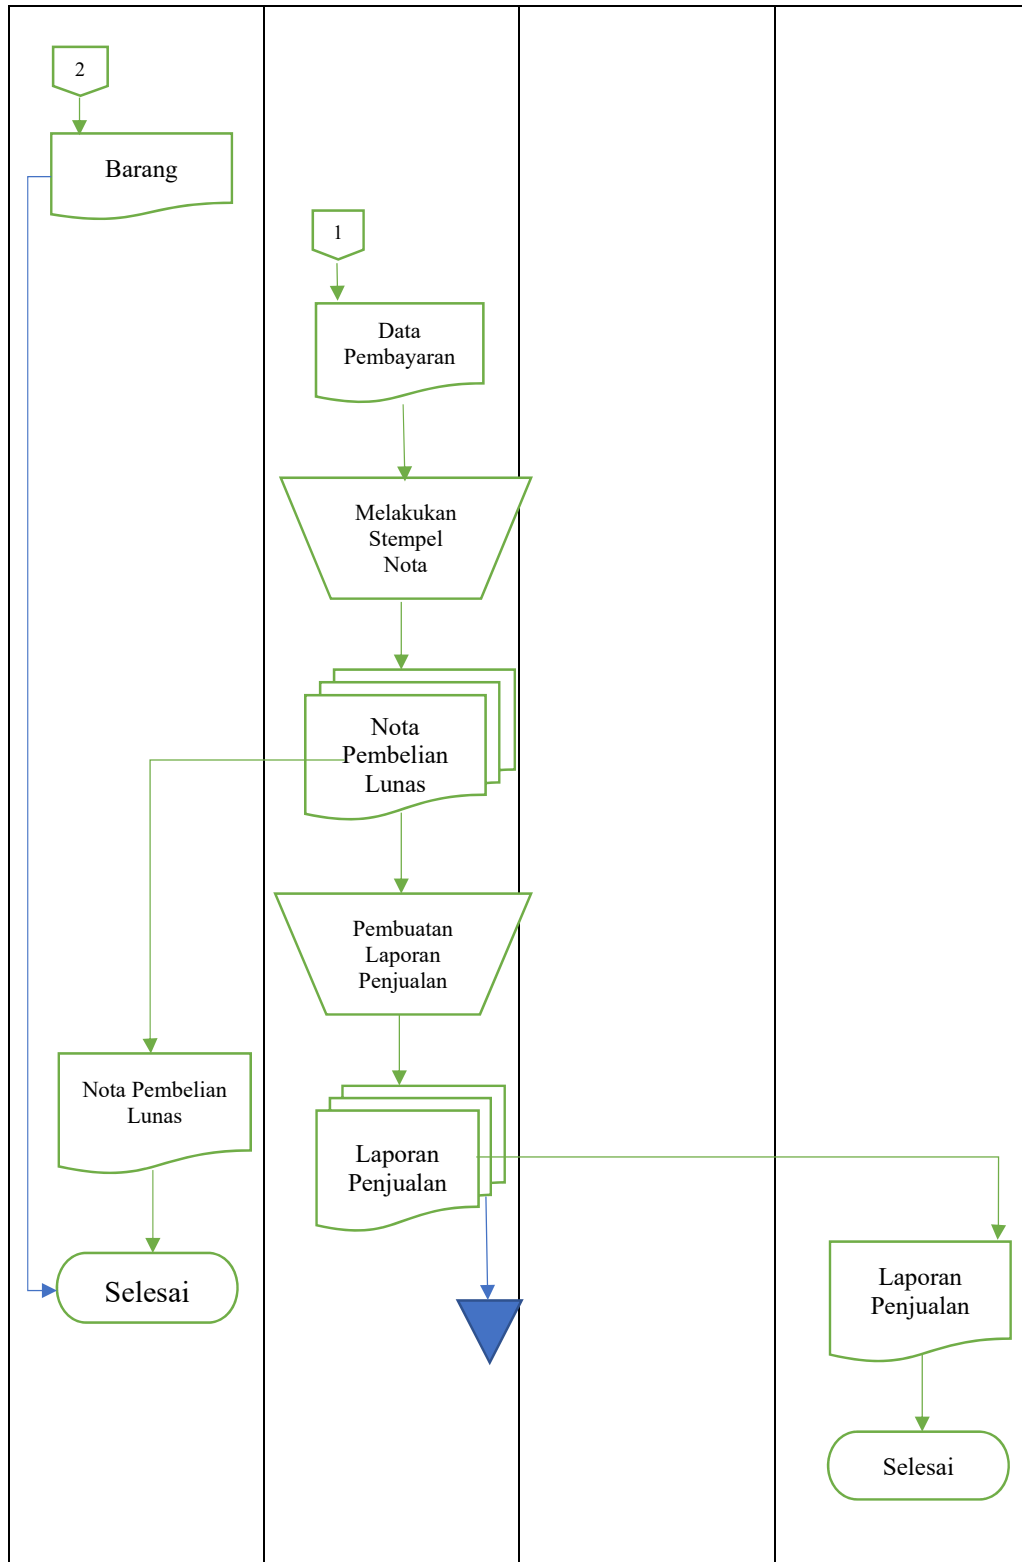 2
Barang
1
Data
Pembayaran
Melakukan
Stempel
Nota
Nota
Pembelian
Lunas
Pembuatan
Laporan
Penjualan
Nota Pembelian
Lunas
Laporan
Penjualan
Selesai
Laporan
Penjualan
Selesai